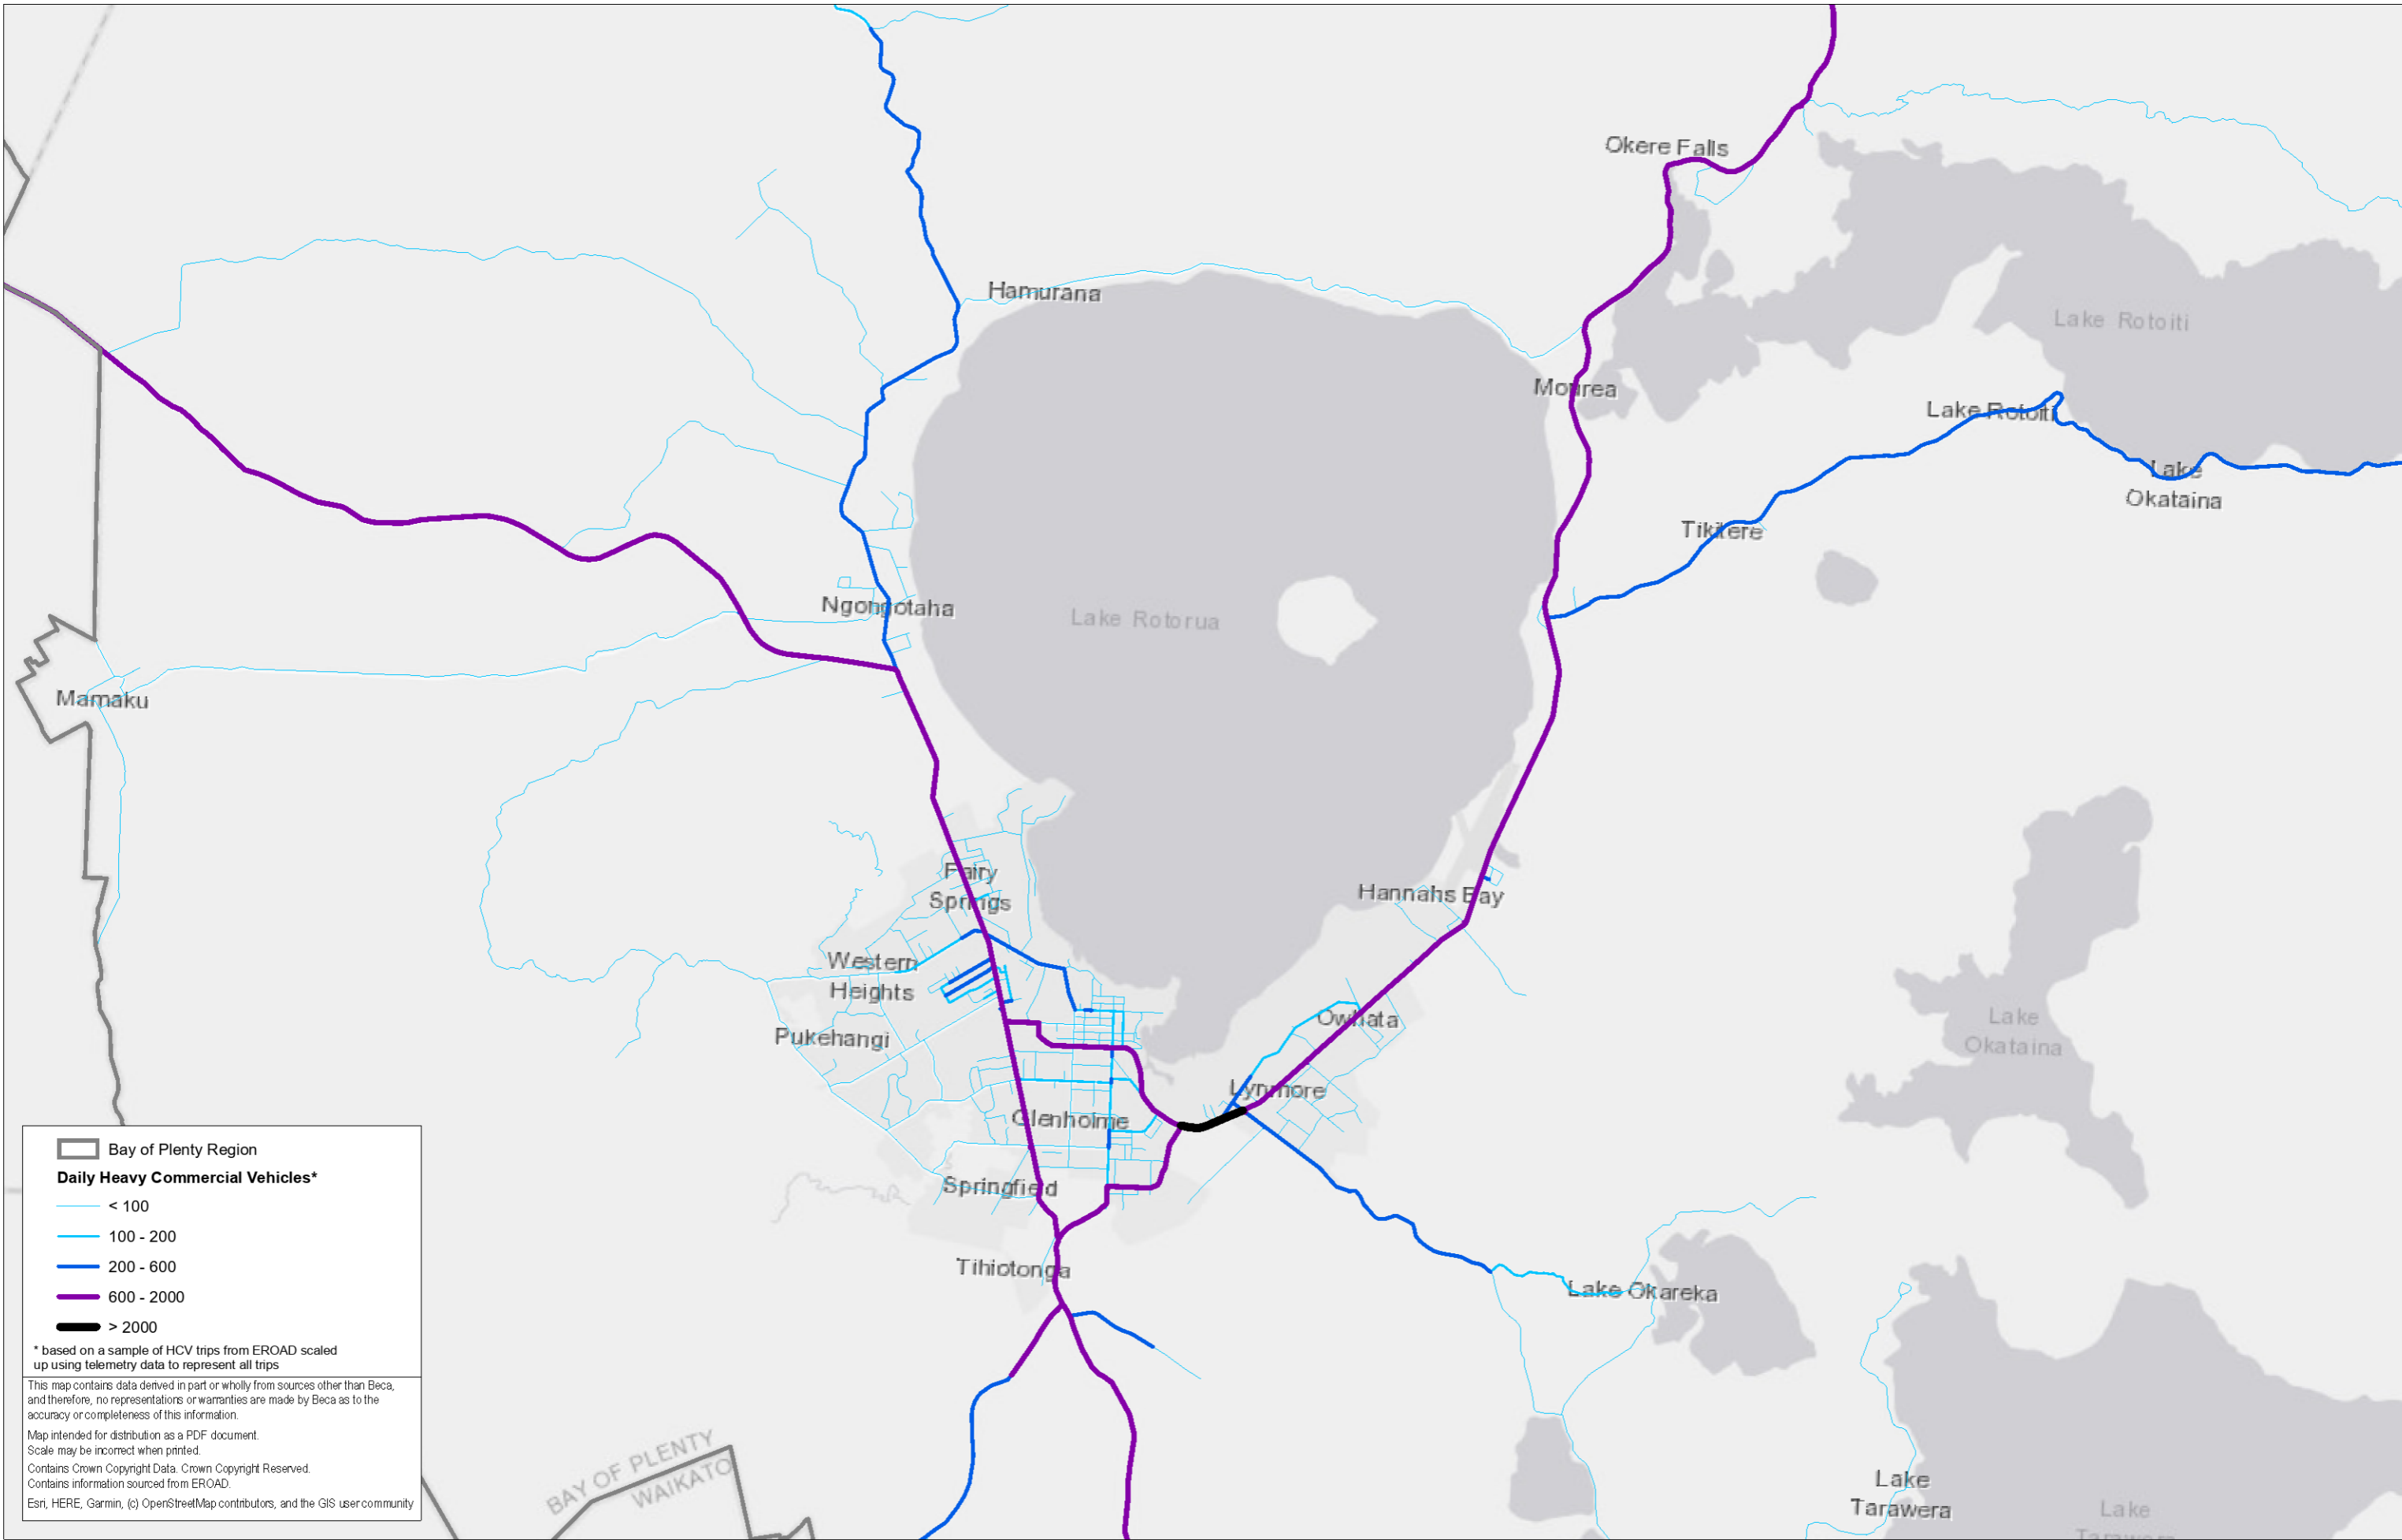 Okere Falls
Hamurana
Lake Rotoiti
Mourea
Lake Rotoiti
Lake
Okataina
Tikitere
Ngongotaha
Lake Rotorua
Mamaku
Fairy
Springs
Hannahs Bay
Western
Heights
Pukehangi
Owhata
Lake
Okataina
Lynmore
Glenholme
Springfield
Tihiotonga
Lake Okareka
BAY OF PLENTY
WAIKATO
Lake
Tarawera
Lake
Tarawera
Bay of Plenty Region
Daily Heavy Commercial Vehicles*
< 100
100 - 200
200 - 600
600 - 2000
> 2000
* based on a sample of HCV trips from EROAD scaled
up using telemetry data to represent all trips
This map contains data derived in part or wholly from sources other than Beca,
and therefore, no representations or warranties are made by Beca as to the
accuracy or completeness of this information.
Map intended for distribution as a PDF document.
Scale may be incorrect when printed.
Contains Crown Copyright Data. Crown Copyright Reserved.
Contains information sourced from EROAD.
Esri, HERE, Garmin, (c) OpenStreetMap contributors, and the GIS user community